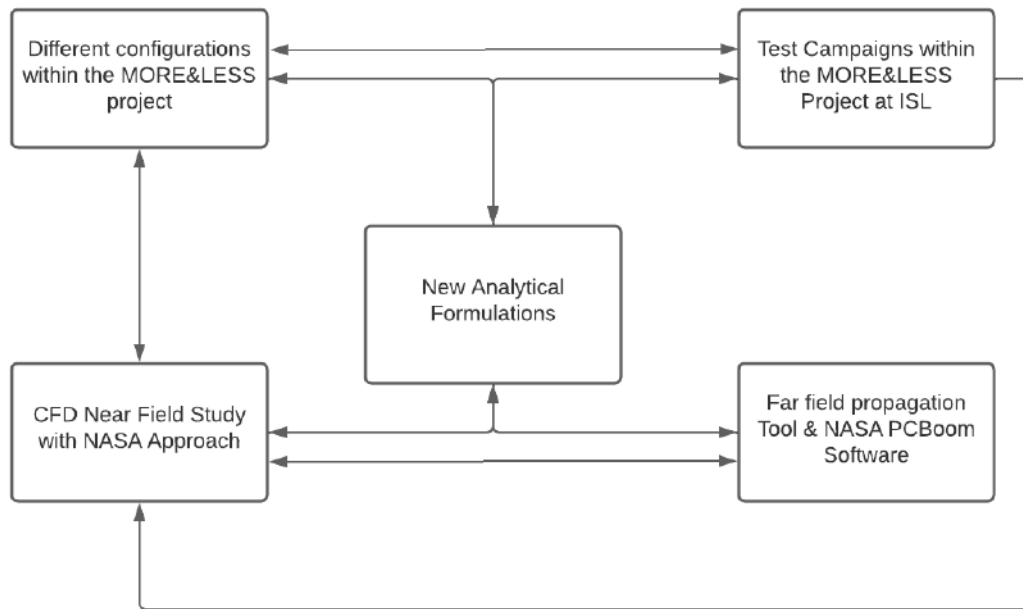 Different configurations
within the MORE&LESS
project
Test Campaigns within
the MORE&LESS
Project at ISL
New Analytical
Formulations
CFD Near Field Study
with NASA Approach
Far field propagation
Tool & NASA PCBoom
Software